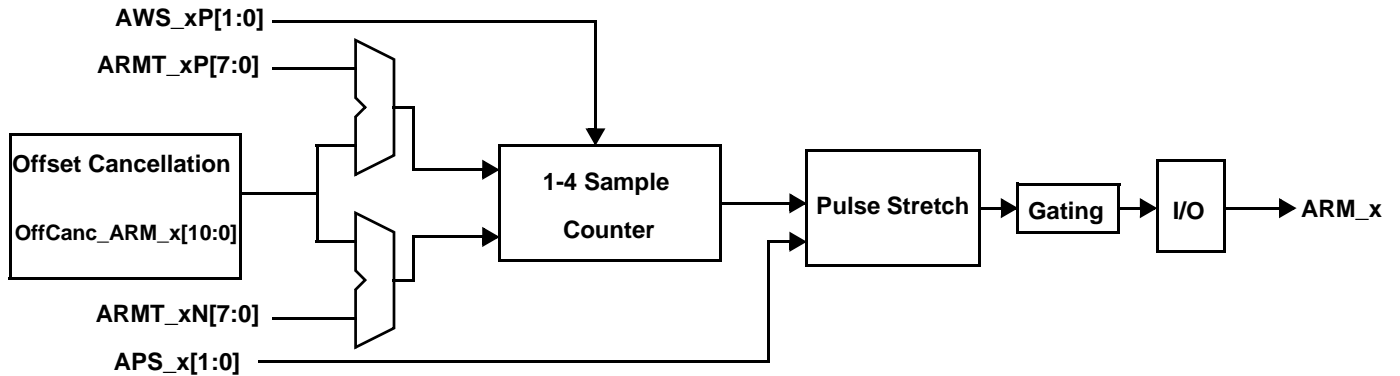 AWS_xP[1:0]
ARMT_xP[7:0]
Offset Cancellation
OffCanc_ARM_x[10:0]
1-4 Sample
Counter
Pulse Stretch
Gating
I/O
ARM_x
ARMT_xN[7:0]
APS_x[1:0]